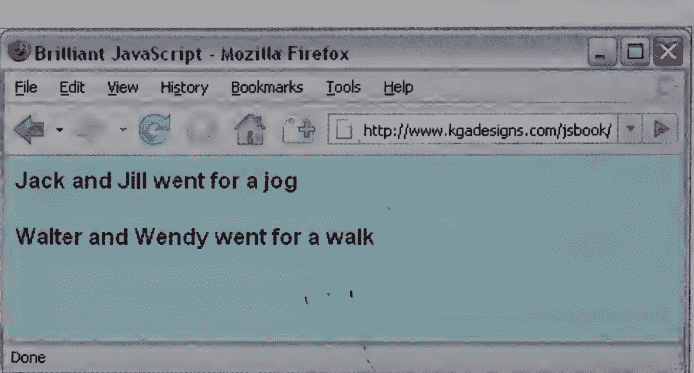 Brilliant JavaScript - Mozilla Firefox
File Edit View History Bookmarks Tools Help
http://www.kgadesigns.com/jsbook/
Jack and Jill went for a jog
Walter and Wendy went for a walk
Done